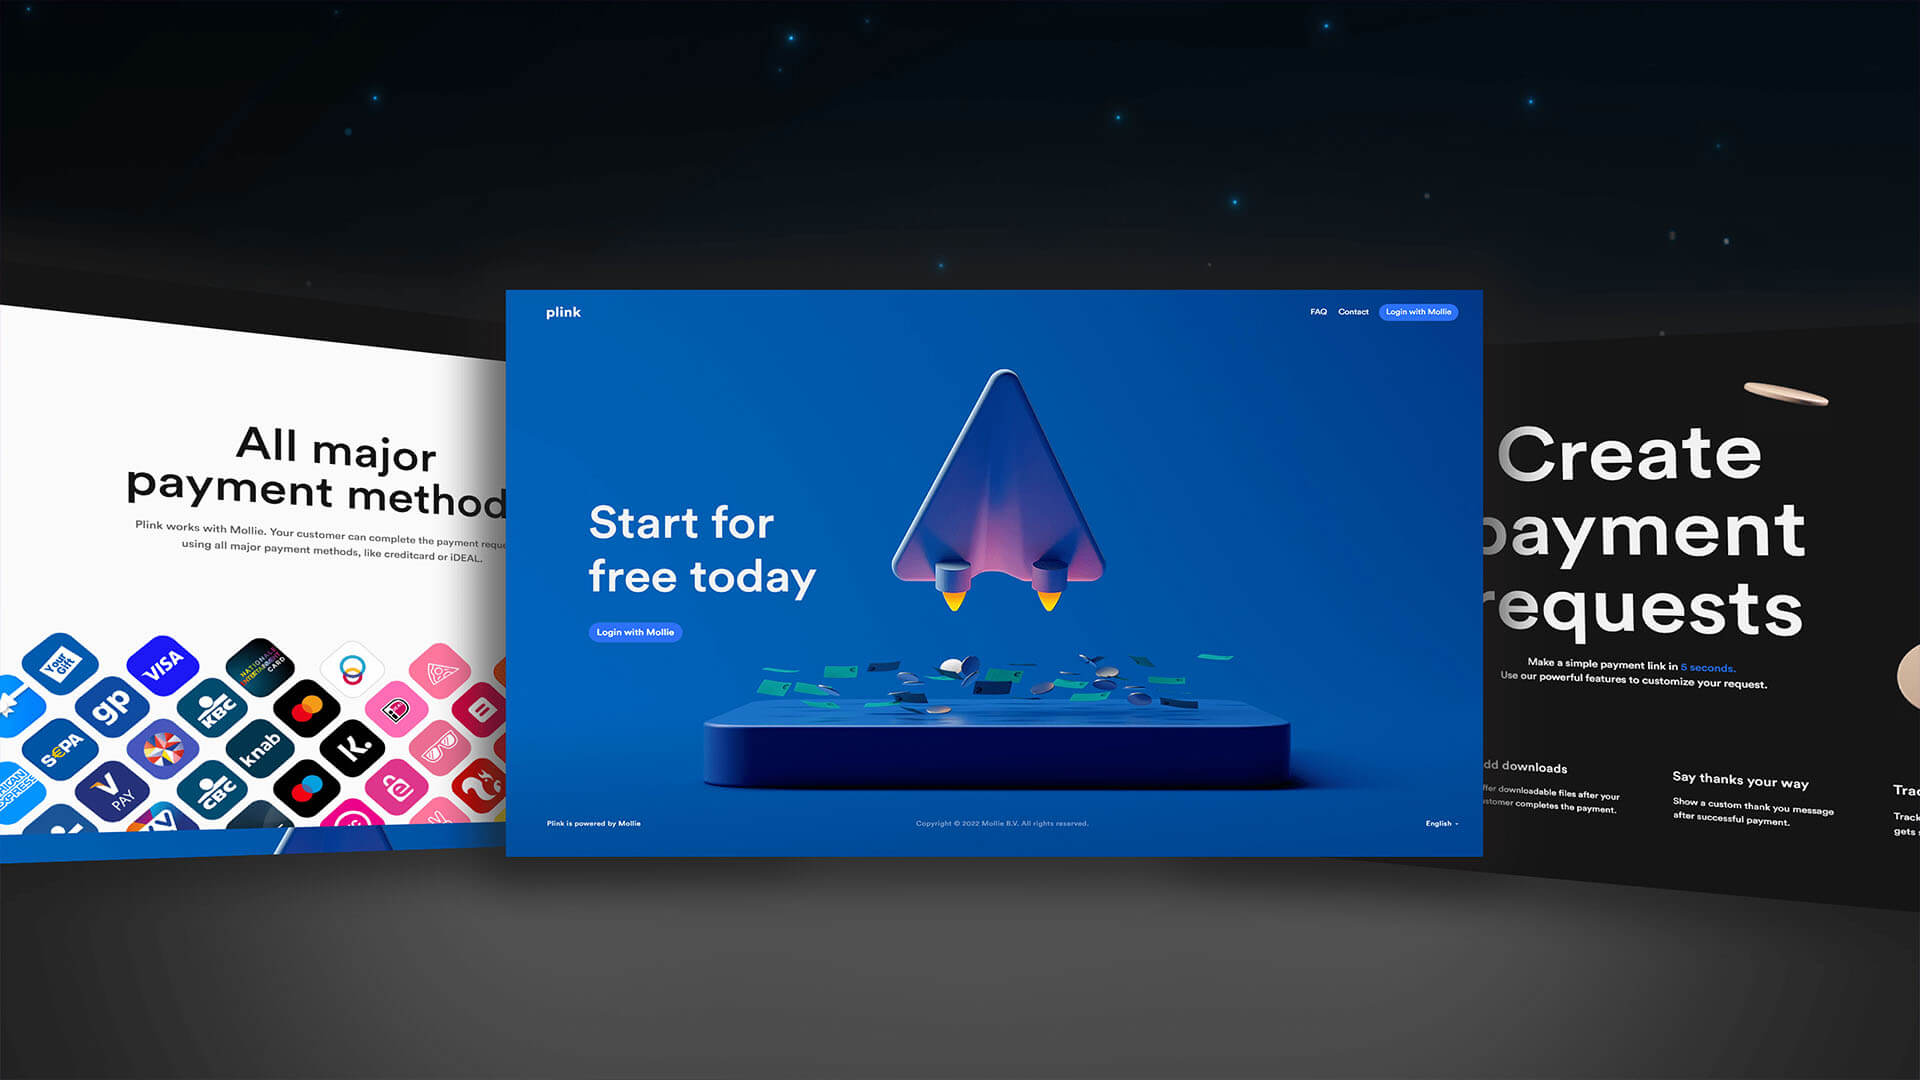 All major
payment method
Plink works with Mollie. Your customer can complete the payment reque
using all major payment methods, like creditcard or iDEAL.
Your
Gift
VISA
NATIONALE
ENTERTAINMENT
CARD
gp
KBC
S€PA
knab
K.
AMERICAN
EXPRESS
V
PAY
CBC
plink
FAQ
Contact
Login with Mollie
Start for
free today
Login with Mollie
Plink is powered by Mollie
Copyright © 2022 Mollie B.V. All rights reserved.
English
Create
payment
requests
Make a simple payment link in 5 seconds.
Use our powerful features to customize your request.
dd downloads
ffer downloadable files after your
ustomer completes the payment.
Say thanks your way
Show a custom thank you message
after successful payment.
Trac
Track
gets